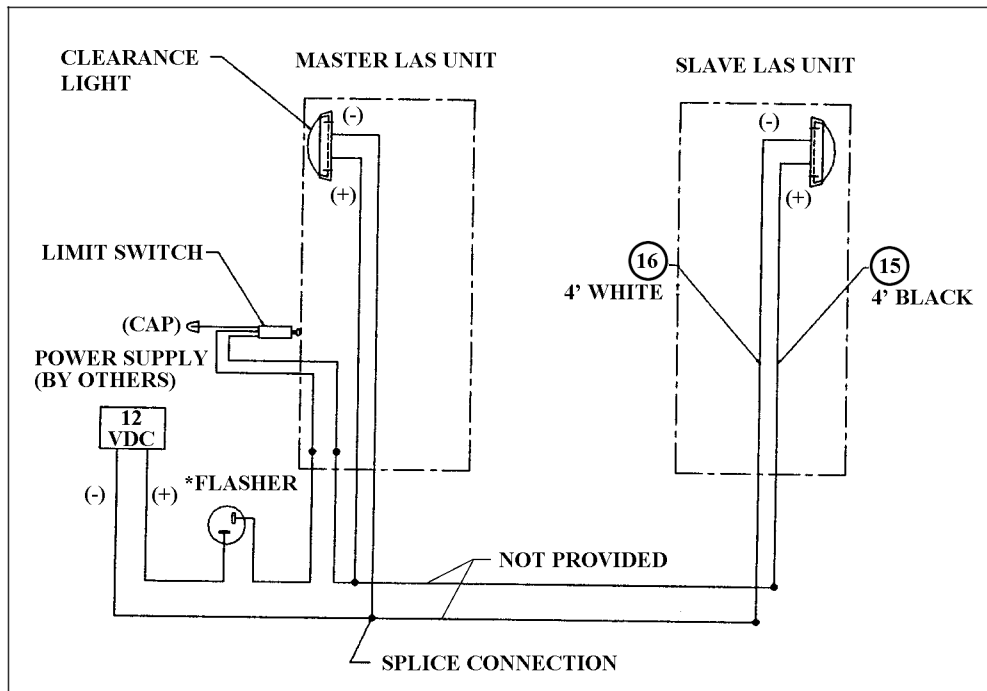 CLEARANCE
LIGHT
MASTER LAS UNIT
SLAVE LAS UNIT
(-)
(+)
(-)
(+)
LIMIT SWITCH
16
4' WHITE
15
4' BLACK
(CAP)
POWER SUPPLY
(BY OTHERS)
12
VDC
(-)
(+)
*FLASHER
NOT PROVIDED
SPLICE CONNECTION